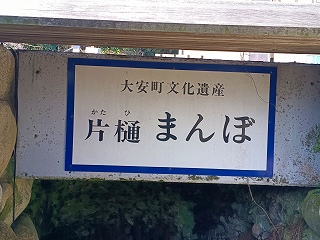 大安町文化遺産
かた ひ
片樋 まんぼ